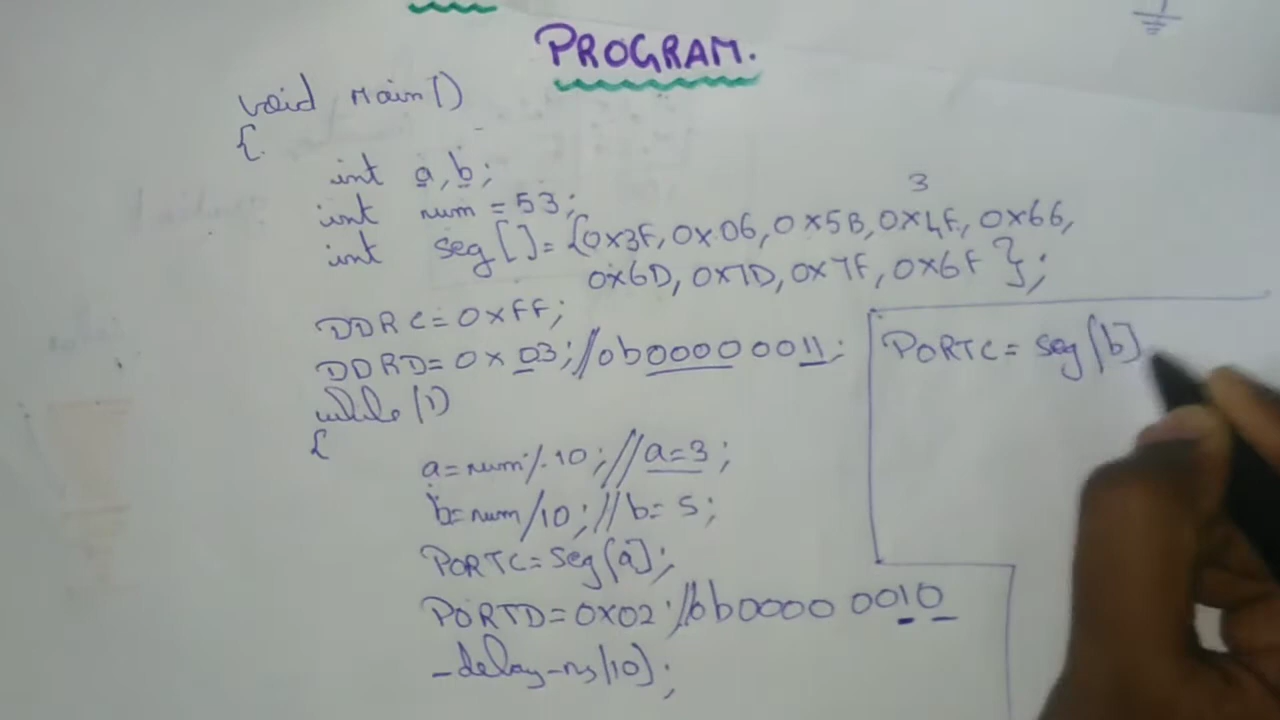 PROGRAM.
void main()
{
int a, b;
int num = 53;
3
int seg[] = {0x3F, 0x06, 0x5B, 0x4F, 0x66,
0x6D, 0x7D, 0x7F, 0x6F };
DDRC = 0xFF;
DDRD = 0x03; //0b00000011;
while(1)
{
a = num%10; //a=3;
b = num/10; //b=5;
PORTC = seg[a];
PORTD = 0x02; //0b0000 0010
_delay_ms(10);
PORTC = seg[b]